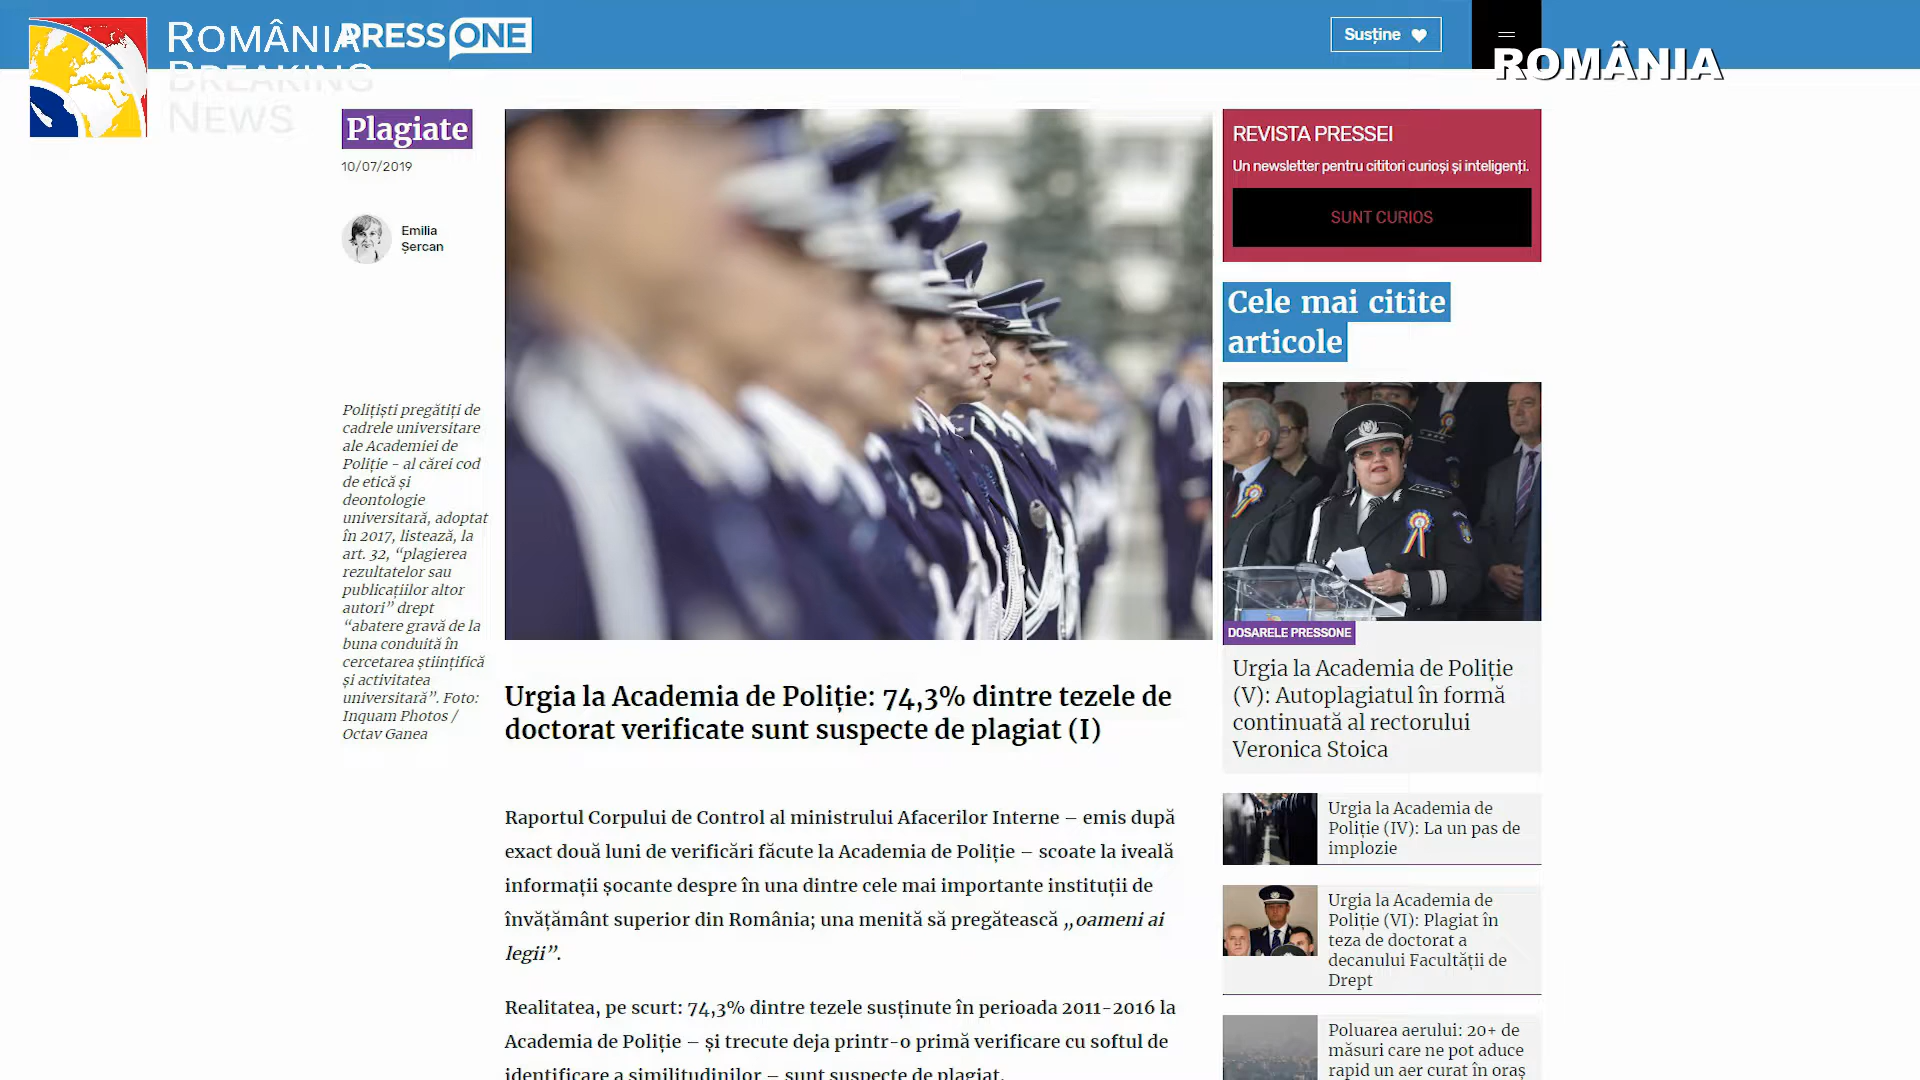 ROMÂNIA
BREAKING
NEWS
PRESSONE
Susține
ROMÂNIA
Plagiate
10/07/2019
Emilia
Șercan
Polițiști pregătiți de
cadrele universitare
ale Academiei de
Poliție - al cărei cod
de etică și
deontologie
universitară, adoptat
în 2017, listează, la
art. 32, “plagierea
rezultatelor sau
publicațiilor altor
autori” drept
“abatere gravă de la
buna conduită în
cercetarea științifică
și activitatea
universitară”. Foto:
Inquam Photos /
Octav Ganea
Urgia la Academia de Poliție: 74,3% dintre tezele de
doctorat verificate sunt suspecte de plagiat (I)
Raportul Corpului de Control al ministrului Afacerilor Interne – emis după
exact două luni de verificări făcute la Academia de Poliție – scoate la iveală
informații șocante despre în una dintre cele mai importante instituții de
învățământ superior din România; una menită să pregătească „oameni ai
legii”.
Realitatea, pe scurt: 74,3% dintre tezele susținute în perioada 2011-2016 la
Academia de Poliție – și trecute deja printr-o primă verificare cu softul de
identificare a similitudinilor – sunt suspecte de plagiat.
REVISTA PRESSEI
Un newsletter pentru cititori curioși și inteligenți.
SUNT CURIOS
Cele mai citite
articole
DOSARELE PRESSONE
Urgia la Academia de Poliție
(V): Autoplagiatul în formă
continuată al rectorului
Veronica Stoica
Urgia la Academia de
Poliție (IV): La un pas de
implozie
Urgia la Academia de
Poliție (VI): Plagiat în
teza de doctorat a
decanului Facultății de
Drept
Poluarea aerului: 20+ de
măsuri care ne pot aduce
rapid un aer curat în oraș